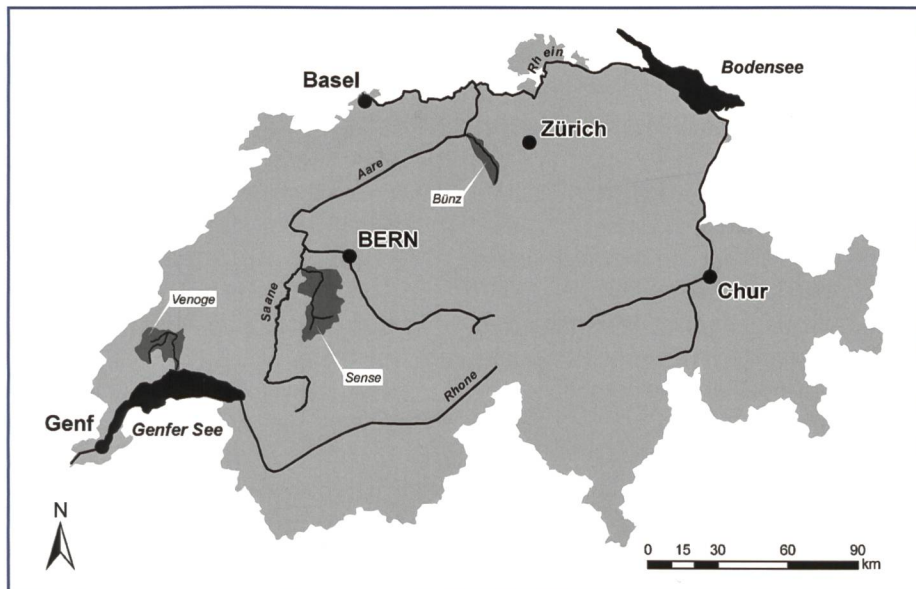 Rhein
Bodensee
Basel
Zürich
Aare
Bünz
BERN
Venoge
Saane
Chur
Sense
Rhone
Genf
Genfer See
N
0 15 30 60 90
km